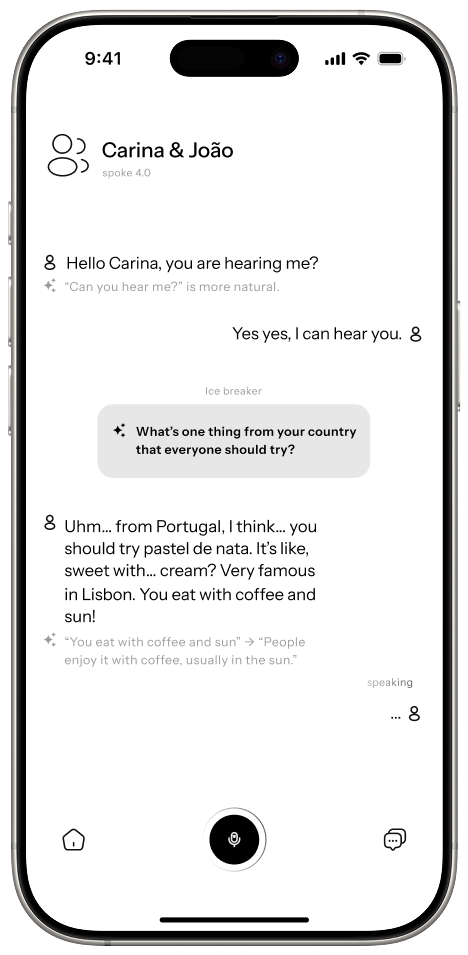 9:41
Carina & João
spoke 4.0
Hello Carina, you are hearing me?
“Can you hear me?” is more natural.
Yes yes, I can hear you.
Ice breaker
What’s one thing from your country
that everyone should try?
Uhm... from Portugal, I think... you
should try pastel de nata. It’s like,
sweet with... cream? Very famous
in Lisbon. You eat with coffee and
sun!
“You eat with coffee and sun” → “People
enjoy it with coffee, usually in the sun.”
speaking
...